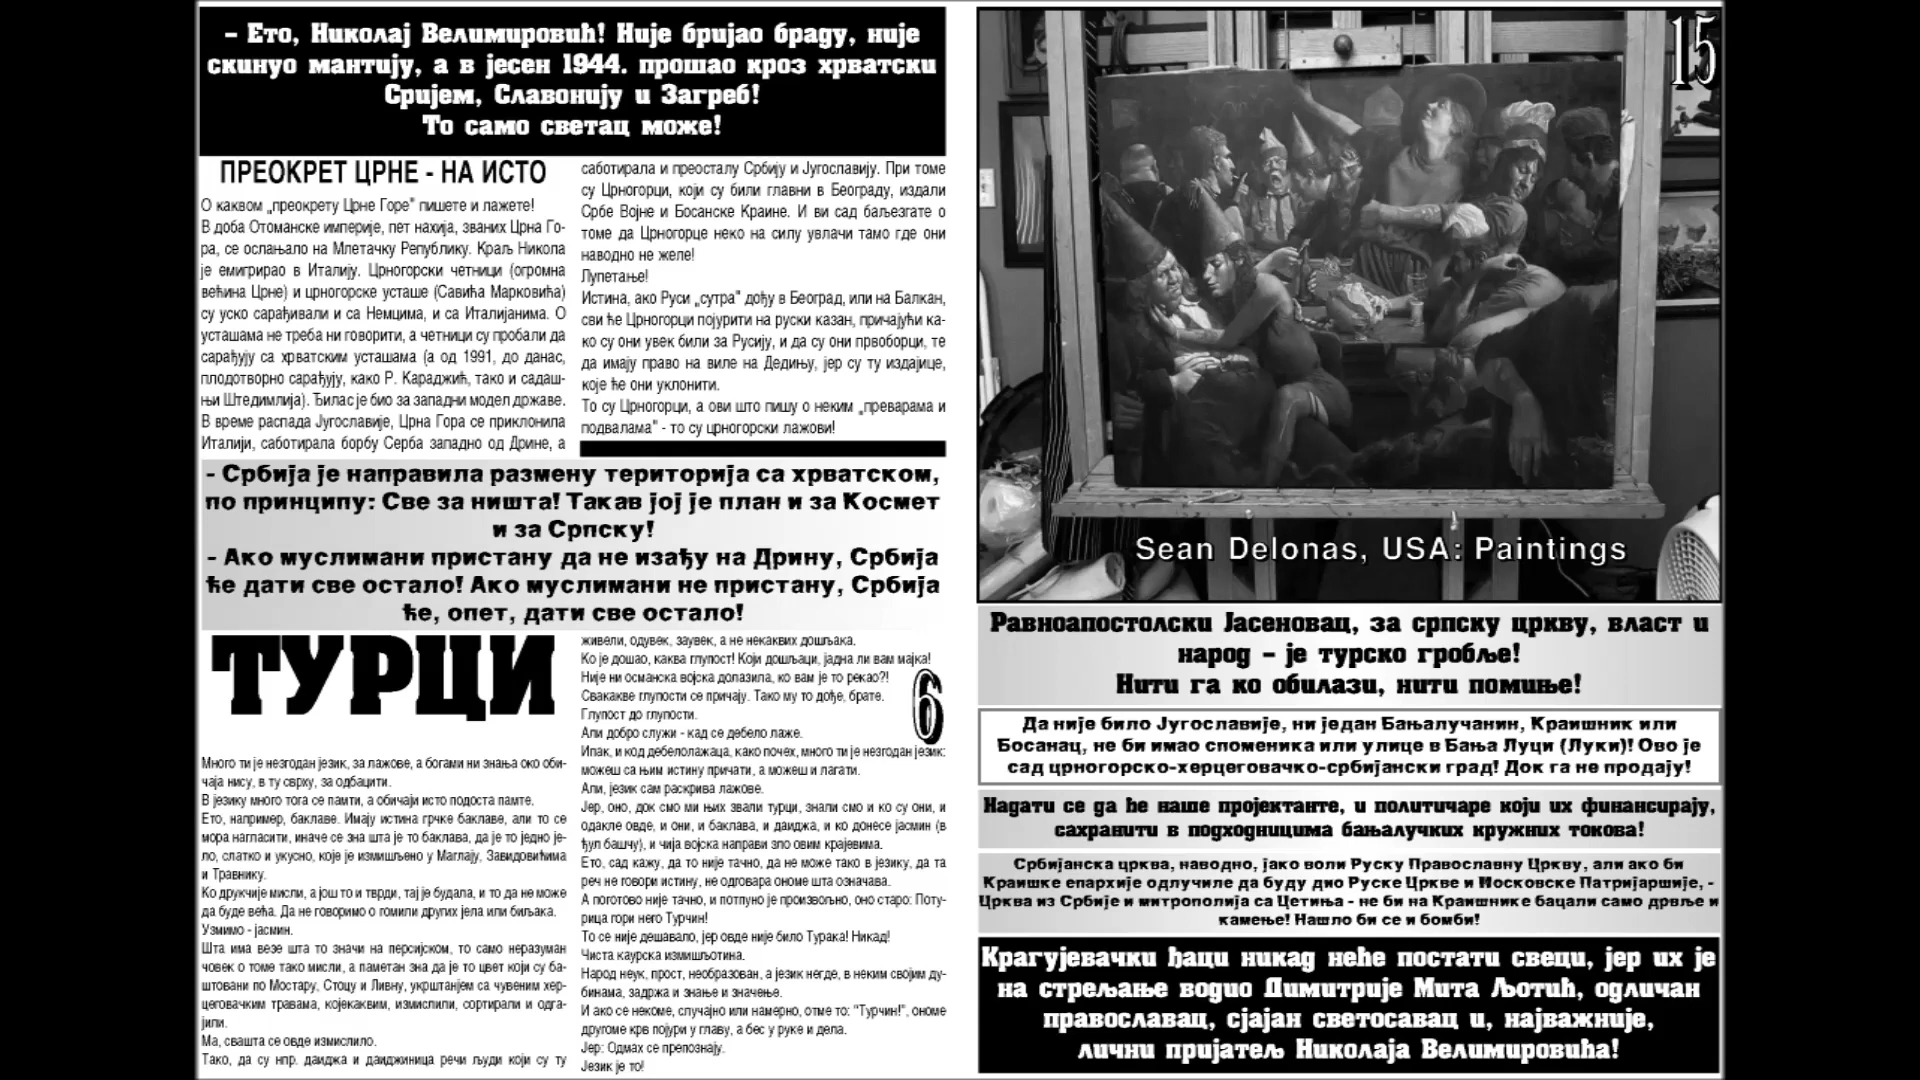 – Ето, Николај Велимировић! Није бријао браду, није
скинуо мантију, а в јесен 1944. прошао кроз хрватски
Сријем, Славонију и Загреб!
То само светац може!
ПРЕОКРЕТ ЦРНЕ - НА ИСТО
О каквом „преокрету Црне Горе" пишете и лажете!
В доба Отоманске империје, пет нахија, званих Црна Го-
ра, се ослањало на Млетачку Републику. Краљ Никола
је емигрирао в Италију. Црногорски четници (огромна
већина Црне) и црногорске усташе (Савића Марковића)
су уско сарађивали и са Немцима, и са Италијанима. О
усташама не треба ни говорити, а четници су пробали да
сарађују са хрватским усташама (а од 1991, до данас,
плодотворно сарађују, како Р. Караджић, тако и садаш-
њи Штедимлија). Ђилас је био за западни модел државе.
В време распада Југославије, Црна Гора се приклонила
Италији, саботирала борбу Серба западно од Дрине, а
саботирала и преосталу Србију и Југославију. При томе
су Црногорци, који су били главни в Београду, издали
Србе Војне и Босанске Краине. И ви сад баљезгате о
томе да Црногорце неко на силу увлачи тамо где они
наводно не желе!
Лупетање!
Истина, ако Руси „сутра" дођу в Београд, или на Балкан,
сви ће Црногорци појурити на руски казан, причајући ка-
ко су они увек били за Русију, и да су они првоборци, те
да имају право на виле на Дедињу, јер су ту издајице,
које ће они уклонити.
То су Црногорци, а ови што пишу о неким „преварама и
подвалама" - то су црногорски лажови!
- Србија је направила размену територија са хрватском,
по принципу: Све за ништа! Такав јој је план и за Космет
и за Српску!
- Ако муслимани пристану да не изађу на Дрину, Србија
ће дати све остало! Ако муслимани не пристану, Србија
ће, опет, дати све остало!
ТУРЦИ
Много ти је незгодан језик, за лажове, а богами ни знања око оби-
чаја нису, в ту сврху, за одбацити.
В језику много тога се памти, а обичаји исто подоста памте.
Ето, например, баклаве. Имају истина грчке баклаве, али то се
мора нагласити, иначе се зна шта је то баклава, да је то једно је-
ло, слатко и укусно, које је измишљено у Маглају, Завидовићима
и Травнику.
Ко друкчије мисли, а још то и тврди, тај је будала, и то да не може
да буде већа. Да не говоримо о гомили других јела или биљака.
Узмимо - јасмин.
Шта има везе шта то значи на персијском, то само неразуман
човек о томе тако мисли, а паметан зна да је то цвет који су ба-
штовани по Мостару, Стоцу и Ливну, укрштањем са чувеним хер-
цеговачким травама, којекаквим, измислили, сортирали и одга-
јили.
Ма, свашта се овде измислило.
Тако, да су нпр. даиджа и даиджиница речи људи који су ту
живели, одувек, заувек, а не некаквих дошљака.
Ко је дошао, каква глупост! Који дошљаци, јадна ли вам мајка!
Није ни османска војска долазила, ко вам је то рекао?!
Свакакве глупости се причају. Тако му то дође, брате.
Глупост до глупости.
Али добро служи - кад се дебело лаже.
Ипак, и код дебелолажаца, како почех, много ти је незгодан језик:
можеш са њим истину причати, а можеш и лагати.
Али, језик сам раскрива лажове.
Јер, оно, док смо ми њих звали турци, знали смо и ко су они, и
одакле овде, и они, и баклава, и даиджа, и ко донесе јасмин (в
ђул башчу), и чија војска направи зло овим крајевима.
Ето, сад кажу, да то није тачно, да не може тако в језику, да та
реч не говори истину, не одговара ономе шта означава.
А поготово није тачно, и потпуно је произвољно, оно старо: Поту-
рица гори него Турчин!
То се није дешавало, јер овде није било Турака! Никад!
Чиста каурска измишљотина.
Народ неук, прост, необразован, а језик негде, в неким својим ду-
бинама, задржа и знање и значење.
И ако се некоме, случајно или намерно, отме то: "Турчин!", ономе
другоме крв појури у главу, а бес у руке и дела.
Јер: Одмах се препознају.
Језик је то!
6
15
Sean Delonas, USA: Paintings
Равноапостолски Јасеновац, за српску цркву, власт и
народ – је турско гробље!
Нити га ко обилази, нити помиње!
Да није било Југославије, ни један Бањалучанин, Краишник или
Босанац, не би имао споменика или улице в Бања Луци (Луки)! Ово је
сад црногорско-херцеговачко-србијански град! Док га не продају!
Надати се да ће наше пројектанте, и политичаре који их финансирају,
сахранити в подходницима бањалучких кружних токова!
Србијанска црква, наводно, јако воли Руску Православну Цркву, али ако би
Краишке епархије одлучиле да буду дио Руске Цркве и Московске Патријаршије, -
Црква из Србије и митрополија са Цетиња - не би на Краишнике бацали само дрвље и
камење! Нашло би се и бомби!
Крагујевачки ђаци никад неће постати свеци, јер их је
на стрељање водио Димитрије Мита Љотић, одличан
православац, сјајан светосавац и, најважније,
лични пријатељ Николаја Велимировића!